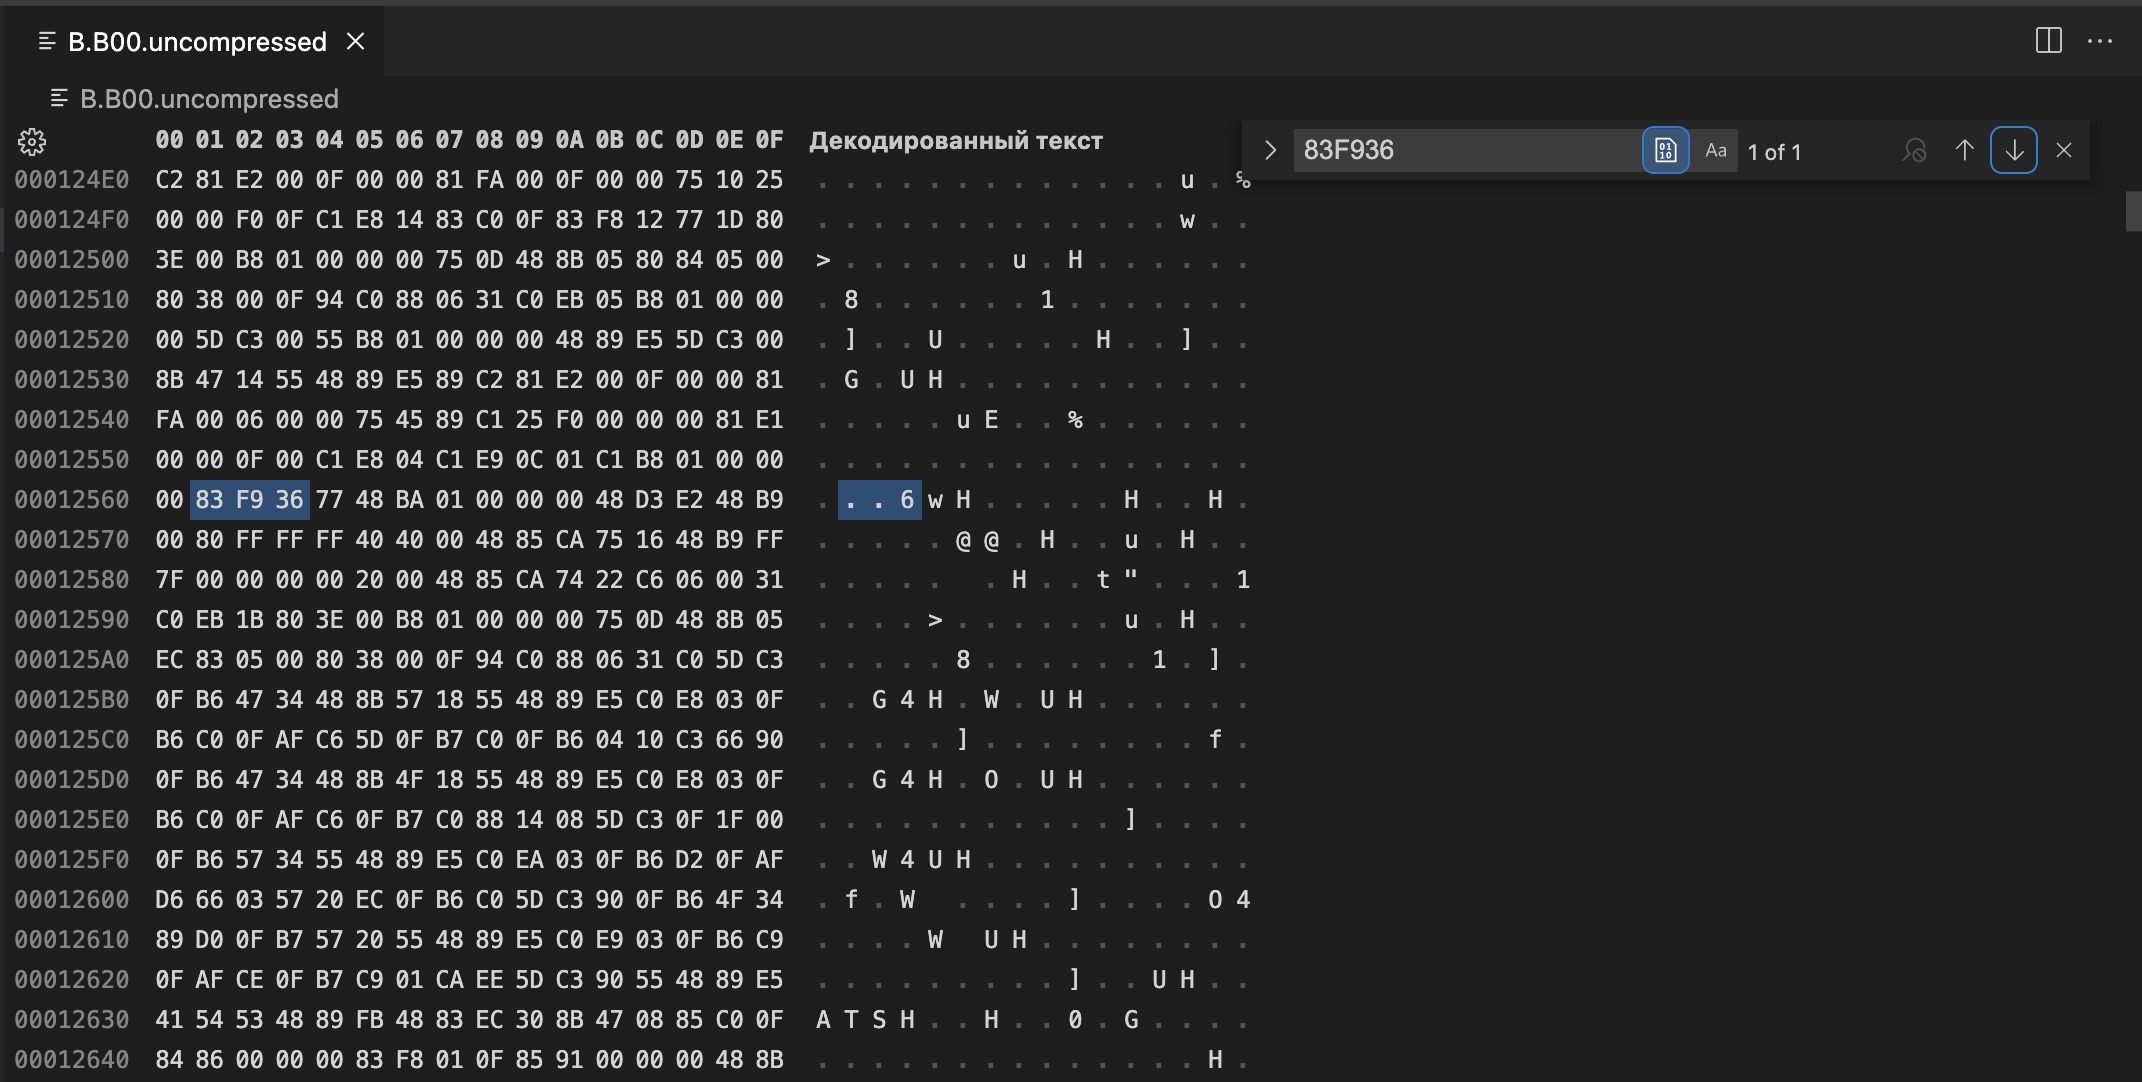 B.B00.uncompressed
B.B00.uncompressed
00 01 02 03 04 05 06 07 08 09 0A 0B 0C 0D 0E 0F Декодированный текст
83F936 Aa 1 of 1
000124E0 C2 81 E2 00 0F 00 00 81 FA 00 0F 00 00 75 10 25 . . . . . . . . . . . . . u . %
000124F0 00 00 F0 0F C1 E8 14 83 C0 0F 83 F8 12 77 1D 80 . . . . . . . . . . . . . w . .
00012500 3E 00 B8 01 00 00 00 75 0D 48 8B 05 80 84 05 00 > . . . . . . u . H . . . . . .
00012510 80 38 00 0F 94 C0 88 06 31 C0 EB 05 B8 01 00 00 . 8 . . . . . . 1 . . . . . . .
00012520 00 5D C3 00 55 B8 01 00 00 00 48 89 E5 5D C3 00 . ] . . U . . . . . H . . ] . .
00012530 8B 47 14 55 48 89 E5 89 C2 81 E2 00 0F 00 00 81 . G . U H . . . . . . . . . . .
00012540 FA 00 06 00 00 75 45 89 C1 25 F0 00 00 00 81 E1 . . . . . u E . . % . . . . . .
00012550 00 00 0F 00 C1 E8 04 C1 E9 0C 01 C1 B8 01 00 00 . . . . . . . . . . . . . . . .
00012560 00 83 F9 36 77 48 BA 01 00 00 00 48 D3 E2 48 B9 . . . 6 w H . . . . . H . . H .
00012570 00 80 FF FF FF 40 40 00 48 85 CA 75 16 48 B9 FF . . . . . @ @ . H . . u . H . .
00012580 7F 00 00 00 00 20 00 48 85 CA 74 22 C6 06 00 31 . . . . .   . H . . t " . . . 1
00012590 C0 EB 1B 80 3E 00 B8 01 00 00 00 75 0D 48 8B 05 . . . . > . . . . . . u . H . .
000125A0 EC 83 05 00 80 38 00 0F 94 C0 88 06 31 C0 5D C3 . . . . . 8 . . . . . . 1 . ] .
000125B0 0F B6 47 34 48 8B 57 18 55 48 89 E5 C0 E8 03 0F . . G 4 H . W . U H . . . . . .
000125C0 B6 C0 0F AF C6 5D 0F B7 C0 0F B6 04 10 C3 66 90 . . . . . ] . . . . . . . . f .
000125D0 0F B6 47 34 48 8B 4F 18 55 48 89 E5 C0 E8 03 0F . . G 4 H . O . U H . . . . . .
000125E0 B6 C0 0F AF C6 0F B7 C0 88 14 08 5D C3 0F 1F 00 . . . . . . . . . . . ] . . . .
000125F0 0F B6 57 34 55 48 89 E5 C0 EA 03 0F B6 D2 0F AF . . W 4 U H . . . . . . . . . .
00012600 D6 66 03 57 20 EC 0F B6 C0 5D C3 90 0F B6 4F 34 . f . W   . . . . ] . . . . O 4
00012610 89 D0 0F B7 57 20 55 48 89 E5 C0 E9 03 0F B6 C9 . . . . W   U H . . . . . . . .
00012620 0F AF CE 0F B7 C9 01 CA EE 5D C3 90 55 48 89 E5 . . . . . . . . . ] . . U H . .
00012630 41 54 53 48 89 FB 48 83 EC 30 8B 47 08 85 C0 0F A T S H . . H . . 0 . G . . . .
00012640 84 86 00 00 00 83 F8 01 0F 85 91 00 00 00 48 8B . . . . . . . . . . . . . . H .